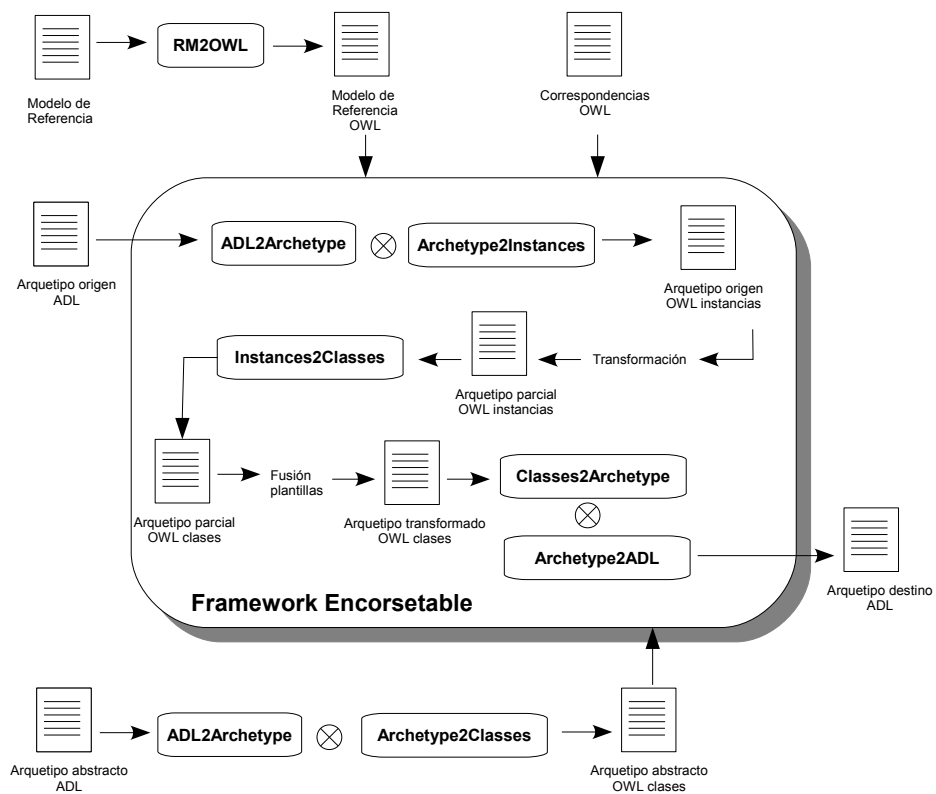 RM2OWL
Modelo de
Referencia
Modelo de
Referencia
OWL
Correspondencias
OWL
ADL2Archetype
Archetype2Instances
Arquetipo origen
ADL
Arquetipo origen
OWL instancias
Instances2Classes
Transformación
Arquetipo parcial
OWL instancias
Fusión
plantillas
Classes2Archetype
Arquetipo parcial
OWL clases
Arquetipo transformado
OWL clases
Archetype2ADL
Arquetipo destino
ADL
Framework Encorsetable
ADL2Archetype
Archetype2Classes
Arquetipo abstracto
ADL
Arquetipo abstracto
OWL clases